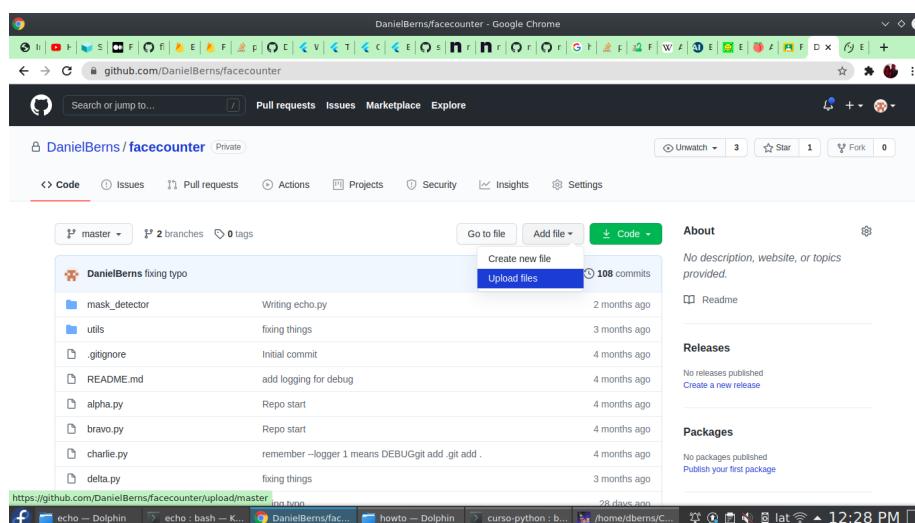 DanielBerns/facecounter - Google Chrome
github.com/DanielBerns/facecounter
Search or jump to...
/
Pull requests Issues Marketplace Explore
DanielBerns / facecounter Private
Unwatch 3 Star 1 Fork 0
Code Issues Pull requests Actions Projects Security Insights Settings
master 2 branches 0 tags
Go to file Add file Code
Create new file
Upload files
DanielBerns fixing typo 108 commits
mask_detector Writing echo.py 2 months ago
utils fixing things 3 months ago
.gitignore Initial commit 4 months ago
README.md add logging for debug 4 months ago
alpha.py Repo start 4 months ago
bravo.py Repo start 4 months ago
charlie.py remember --logger 1 means DEBUGgit add .git add . 4 months ago
delta.py fixing things 3 months ago
28 days ago
About
No description, website, or topics
provided.
Readme
Releases
No releases published
Create a new release
Packages
No packages published
Publish your first package
https://github.com/DanielBerns/facecounter/upload/master
echo — Dolphin echo : bash — K... DanielBerns/fac... howto — Dolphin curso-python : b... /home/dberns/C... lat 12:28 PM